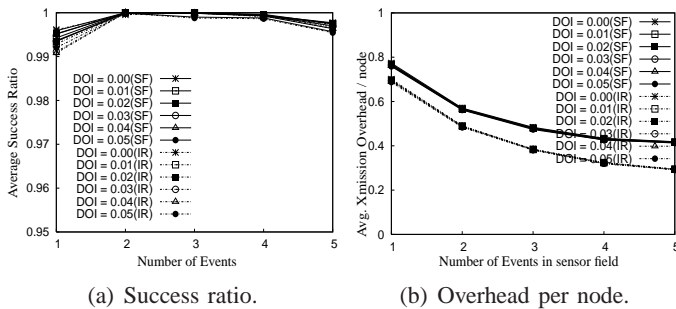 1
0.99
0.98
0.97
0.96
0.95
Average Success Ratio
DOI = 0.00(SF)
DOI = 0.01(SF)
DOI = 0.02(SF)
DOI = 0.03(SF)
DOI = 0.04(SF)
DOI = 0.05(SF)
DOI = 0.00(IR)
DOI = 0.01(IR)
DOI = 0.02(IR)
DOI = 0.03(IR)
DOI = 0.04(IR)
DOI = 0.05(IR)
1 2 3 4 5
Number of Events
(a) Success ratio.
1
0.8
0.6
0.4
0.2
0
Avg. Xmission Overhead / node
DOI = 0.00(SF)
DOI = 0.01(SF)
DOI = 0.02(SF)
DOI = 0.03(SF)
DOI = 0.04(SF)
DOI = 0.05(SF)
DOI = 0.00(IR)
DOI = 0.01(IR)
DOI = 0.02(IR)
DOI = 0.03(IR)
DOI = 0.04(IR)
DOI = 0.05(IR)
1 2 3 4 5
Number of Events in sensor field
(b) Overhead per node.